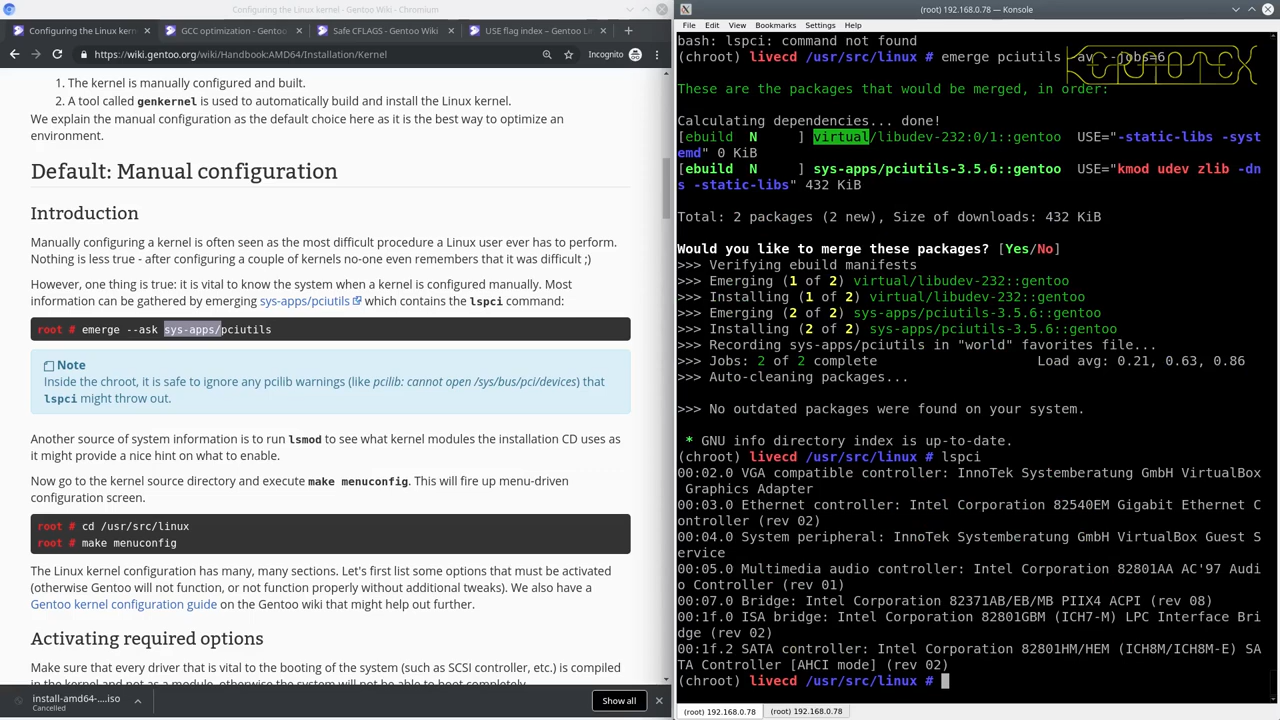 Configuring the Linux kernel - Gentoo Wiki - Chromium
Configuring the Linux kern
GCC optimization - Gentoo
Safe CFLAGS - Gentoo Wiki
USE flag index – Gentoo Li
https://wiki.gentoo.org/wiki/Handbook:AMD64/Installation/Kernel
Incognito
1. The kernel is manually configured and built.
2. A tool called genkernel is used to automatically build and install the Linux kernel.
We explain the manual configuration as the default choice here as it is the best way to optimize an
environment.
Default: Manual configuration
Introduction
Manually configuring a kernel is often seen as the most difficult procedure a Linux user ever has to perform.
Nothing is less true - after configuring a couple of kernels no-one even remembers that it was difficult ;)
However, one thing is true: it is vital to know the system when a kernel is configured manually. Most
information can be gathered by emerging sys-apps/pciutils which contains the lspci command:
root # emerge --ask sys-apps/pciutils
Note
Inside the chroot, it is safe to ignore any pcilib warnings (like pcilib: cannot open /sys/bus/pci/devices) that
lspci might throw out.
Another source of system information is to run lsmod to see what kernel modules the installation CD uses as
it might provide a nice hint on what to enable.
Now go to the kernel source directory and execute make menuconfig. This will fire up menu-driven
configuration screen.
root # cd /usr/src/linux
root # make menuconfig
The Linux kernel configuration has many, many sections. Let's first list some options that must be activated
(otherwise Gentoo will not function, or not function properly without additional tweaks). We also have a
Gentoo kernel configuration guide on the Gentoo wiki that might help out further.
Activating required options
Make sure that every driver that is vital to the booting of the system (such as SCSI controller, etc.) is compiled
in the kernel and not as a module, otherwise the system will not be able to boot completely.
install-amd64-....iso
Cancelled
Show all
(root) 192.168.0.78 — Konsole
File Edit View Bookmarks Settings Help
bash: lspci: command not found
(chroot) livecd /usr/src/linux # emerge pciutils -av --jobs=6
These are the packages that would be merged, in order:
Calculating dependencies... done!
[ebuild  N     ] virtual/libudev-232:0/1::gentoo  USE="-static-libs -syst
emd" 0 KiB
[ebuild  N     ] sys-apps/pciutils-3.5.6::gentoo  USE="kmod udev zlib -dn
s -static-libs" 432 KiB
Total: 2 packages (2 new), Size of downloads: 432 KiB
Would you like to merge these packages? [Yes/No]
>>> Verifying ebuild manifests
>>> Emerging (1 of 2) virtual/libudev-232::gentoo
>>> Installing (1 of 2) virtual/libudev-232::gentoo
>>> Emerging (2 of 2) sys-apps/pciutils-3.5.6::gentoo
>>> Installing (2 of 2) sys-apps/pciutils-3.5.6::gentoo
>>> Recording sys-apps/pciutils in "world" favorites file...
>>> Jobs: 2 of 2 complete                    Load avg: 0.21, 0.63, 0.86
>>> Auto-cleaning packages...
>>> No outdated packages were found on your system.
* GNU info directory index is up-to-date.
(chroot) livecd /usr/src/linux # lspci
00:02.0 VGA compatible controller: InnoTek Systemberatung GmbH VirtualBox
Graphics Adapter
00:03.0 Ethernet controller: Intel Corporation 82540EM Gigabit Ethernet C
ontroller (rev 02)
00:04.0 System peripheral: InnoTek Systemberatung GmbH VirtualBox Guest S
ervice
00:05.0 Multimedia audio controller: Intel Corporation 82801AA AC'97 Audi
o Controller (rev 01)
00:07.0 Bridge: Intel Corporation 82371AB/EB/MB PIIX4 ACPI (rev 08)
00:1f.0 ISA bridge: Intel Corporation 82801GBM (ICH7-M) LPC Interface Bri
dge (rev 02)
00:1f.2 SATA controller: Intel Corporation 82801HM/HEM (ICH8M/ICH8M-E) SA
TA Controller [AHCI mode] (rev 02)
(chroot) livecd /usr/src/linux #
(root) 192.168.0.78
(root) 192.168.0.78